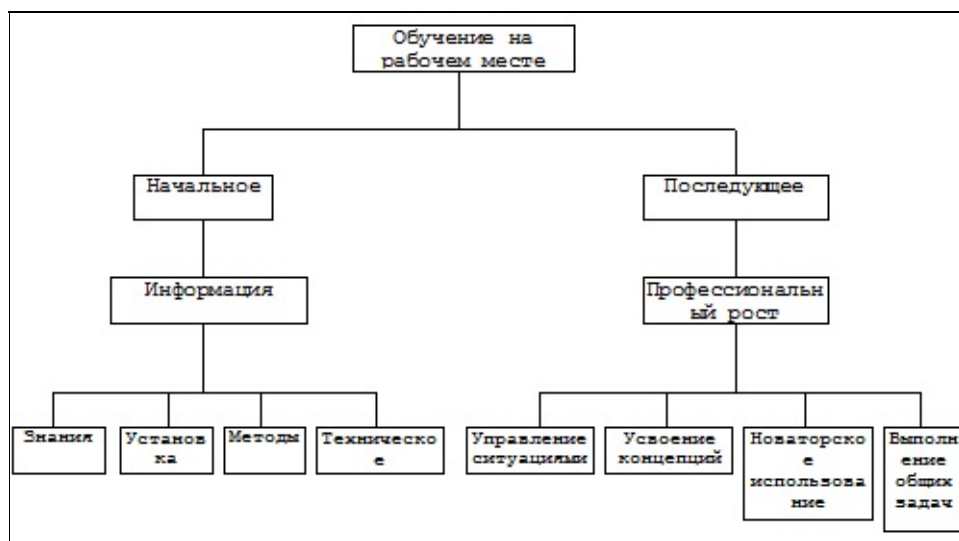 Обучение на
рабочем месте
Начальное
Последующее
Информация
Профессиональн
ый рост
Знания
Установ
ка
Методы
Техническо
е
Управление
ситуациями
Усвоение
концепций
Новаторско
е
использова
ние
Выполн
ение
общих
задач